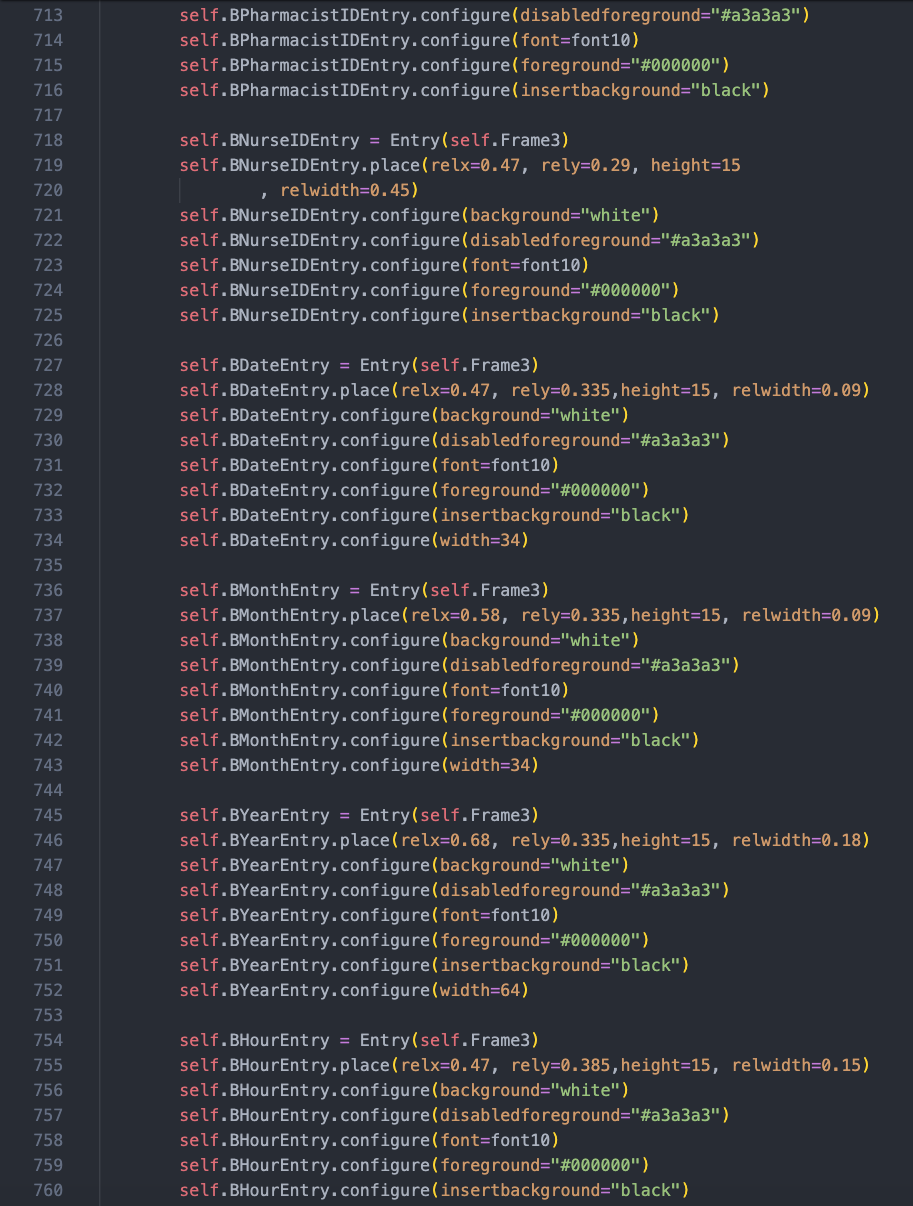 713 self.BPharmacistIDEntry.configure(disabledforeground="#a3a3a3")
714 self.BPharmacistIDEntry.configure(font=font10)
715 self.BPharmacistIDEntry.configure(foreground="#000000")
716 self.BPharmacistIDEntry.configure(insertbackground="black")
717
718 self.BNurseIDEntry = Entry(self.Frame3)
719 self.BNurseIDEntry.place(relx=0.47, rely=0.29, height=15
720 , relwidth=0.45)
721 self.BNurseIDEntry.configure(background="white")
722 self.BNurseIDEntry.configure(disabledforeground="#a3a3a3")
723 self.BNurseIDEntry.configure(font=font10)
724 self.BNurseIDEntry.configure(foreground="#000000")
725 self.BNurseIDEntry.configure(insertbackground="black")
726
727 self.BDateEntry = Entry(self.Frame3)
728 self.BDateEntry.place(relx=0.47, rely=0.335,height=15, relwidth=0.09)
729 self.BDateEntry.configure(background="white")
730 self.BDateEntry.configure(disabledforeground="#a3a3a3")
731 self.BDateEntry.configure(font=font10)
732 self.BDateEntry.configure(foreground="#000000")
733 self.BDateEntry.configure(insertbackground="black")
734 self.BDateEntry.configure(width=34)
735
736 self.BMonthEntry = Entry(self.Frame3)
737 self.BMonthEntry.place(relx=0.58, rely=0.335,height=15, relwidth=0.09)
738 self.BMonthEntry.configure(background="white")
739 self.BMonthEntry.configure(disabledforeground="#a3a3a3")
740 self.BMonthEntry.configure(font=font10)
741 self.BMonthEntry.configure(foreground="#000000")
742 self.BMonthEntry.configure(insertbackground="black")
743 self.BMonthEntry.configure(width=34)
744
745 self.BYearEntry = Entry(self.Frame3)
746 self.BYearEntry.place(relx=0.68, rely=0.335,height=15, relwidth=0.18)
747 self.BYearEntry.configure(background="white")
748 self.BYearEntry.configure(disabledforeground="#a3a3a3")
749 self.BYearEntry.configure(font=font10)
750 self.BYearEntry.configure(foreground="#000000")
751 self.BYearEntry.configure(insertbackground="black")
752 self.BYearEntry.configure(width=64)
753
754 self.BHourEntry = Entry(self.Frame3)
755 self.BHourEntry.place(relx=0.47, rely=0.385,height=15, relwidth=0.15)
756 self.BHourEntry.configure(background="white")
757 self.BHourEntry.configure(disabledforeground="#a3a3a3")
758 self.BHourEntry.configure(font=font10)
759 self.BHourEntry.configure(foreground="#000000")
760 self.BHourEntry.configure(insertbackground="black")